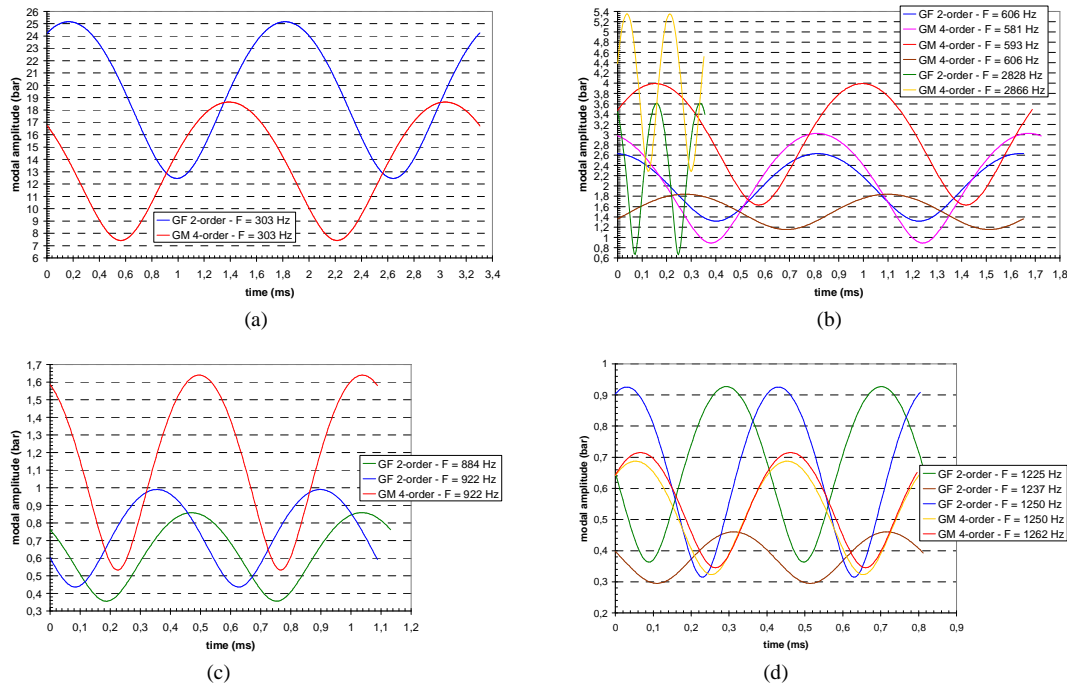 modal amplitude (bar)
26
25
24
23
22
21
20
19
18
17
16
15
14
13
12
11
10
9
8
7
6
GF 2-order - F = 303 Hz
GM 4-order - F = 303 Hz
0 0,2 0,4 0,6 0,8 1 1,2 1,4 1,6 1,8 2 2,2 2,4 2,6 2,8 3 3,2 3,4
time (ms)
(a)
modal amplitude (bar)
5,4
5,2
5
4,8
4,6
4,4
4,2
4
3,8
3,6
3,4
3,2
3
2,8
2,6
2,4
2,2
2
1,8
1,6
1,4
1,2
1
0,8
0,6
GF 2-order - F = 606 Hz
GM 4-order - F = 581 Hz
GM 4-order - F = 593 Hz
GM 4-order - F = 606 Hz
GF 2-order - F = 2828 Hz
GM 4-order - F = 2866 Hz
0 0,1 0,2 0,3 0,4 0,5 0,6 0,7 0,8 0,9 1 1,1 1,2 1,3 1,4 1,5 1,6 1,7 1,8
time (ms)
(b)
modal amplitude (bar)
1,7
1,6
1,5
1,4
1,3
1,2
1,1
1
0,9
0,8
0,7
0,6
0,5
0,4
0,3
GF 2-order - F = 884 Hz
GF 2-order - F = 922 Hz
GM 4-order - F = 922 Hz
0 0,1 0,2 0,3 0,4 0,5 0,6 0,7 0,8 0,9 1 1,1 1,2
time (ms)
(c)
modal amplitude (bar)
1
0,9
0,8
0,7
0,6
0,5
0,4
0,3
0,2
GF 2-order - F = 1225 Hz
GF 2-order - F = 1237 Hz
GF 2-order - F = 1250 Hz
GM 4-order - F = 1250 Hz
GM 4-order - F = 1262 Hz
0 0,1 0,2 0,3 0,4 0,5 0,6 0,7 0,8 0,9
time (ms)
(d)